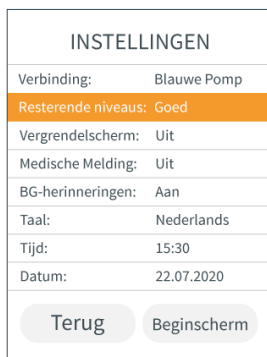 INSTELLINGEN
Verbinding: Blauwe Pomp
Resterende niveaus: Goed
Vergrendelscherm: Uit
Medische Melding: Uit
BG-herinneringen: Aan
Taal: Nederlands
Tijd: 15:30
Datum: 22.07.2020
Terug Beginscherm